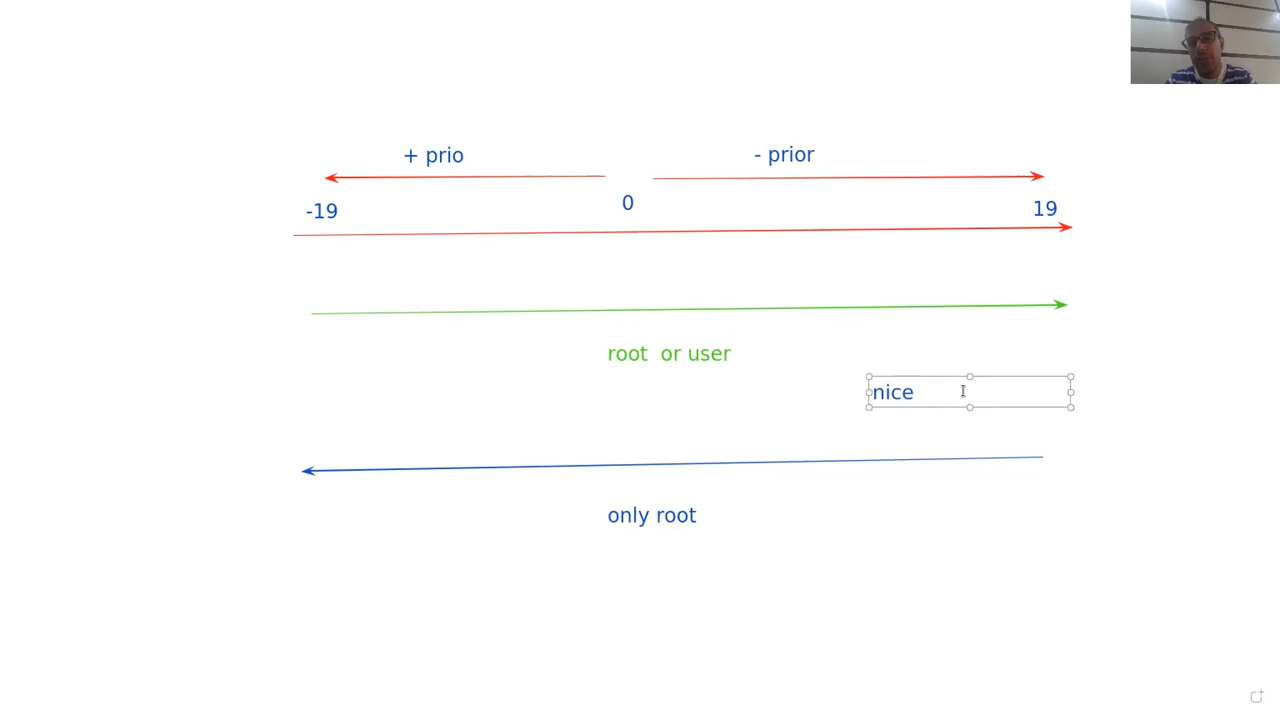 + prio
- prior
-19
0
19
root  or user
nice
only root